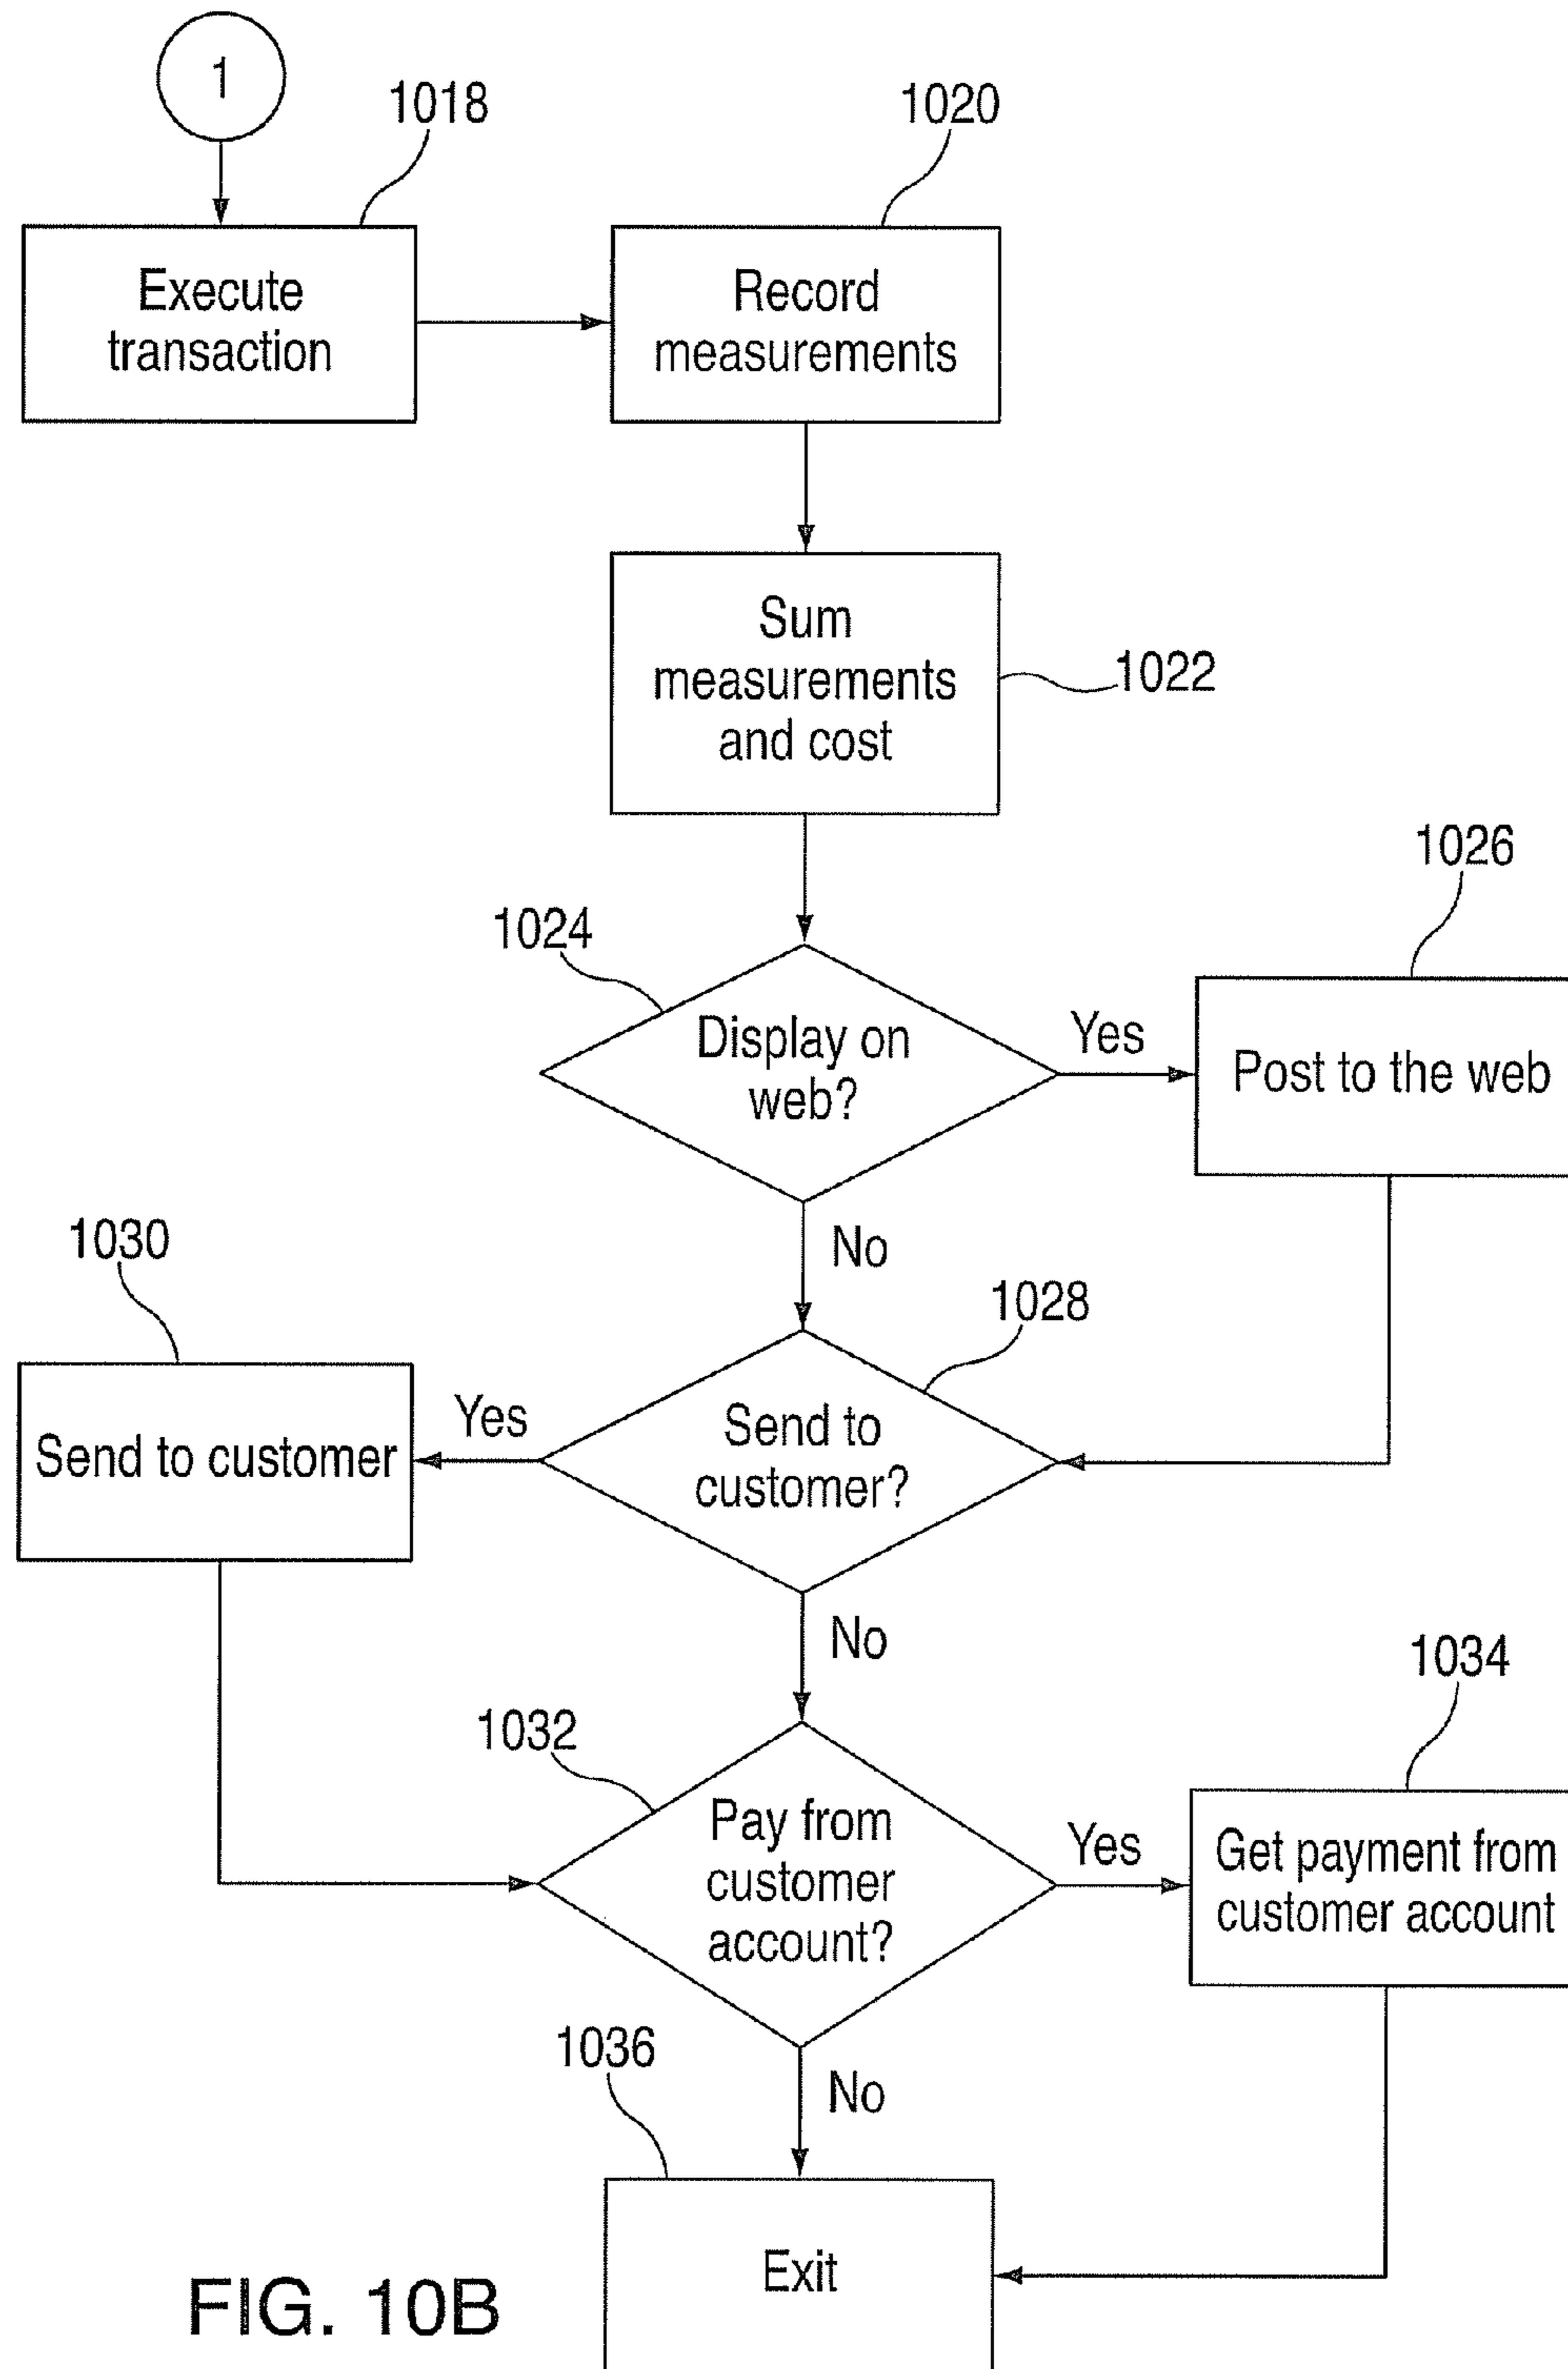 1
1018
1020
Execute
transaction
Record
measurements
Sum
measurements
and cost
1022
1024
1026
Display on
web?
Yes
Post to the web
No
1030
1028
Send to customer
Yes
Send to
customer?
No
1032
1034
Pay from
customer
account?
Yes
Get payment from
customer account
1036
No
Exit
FIG. 10B